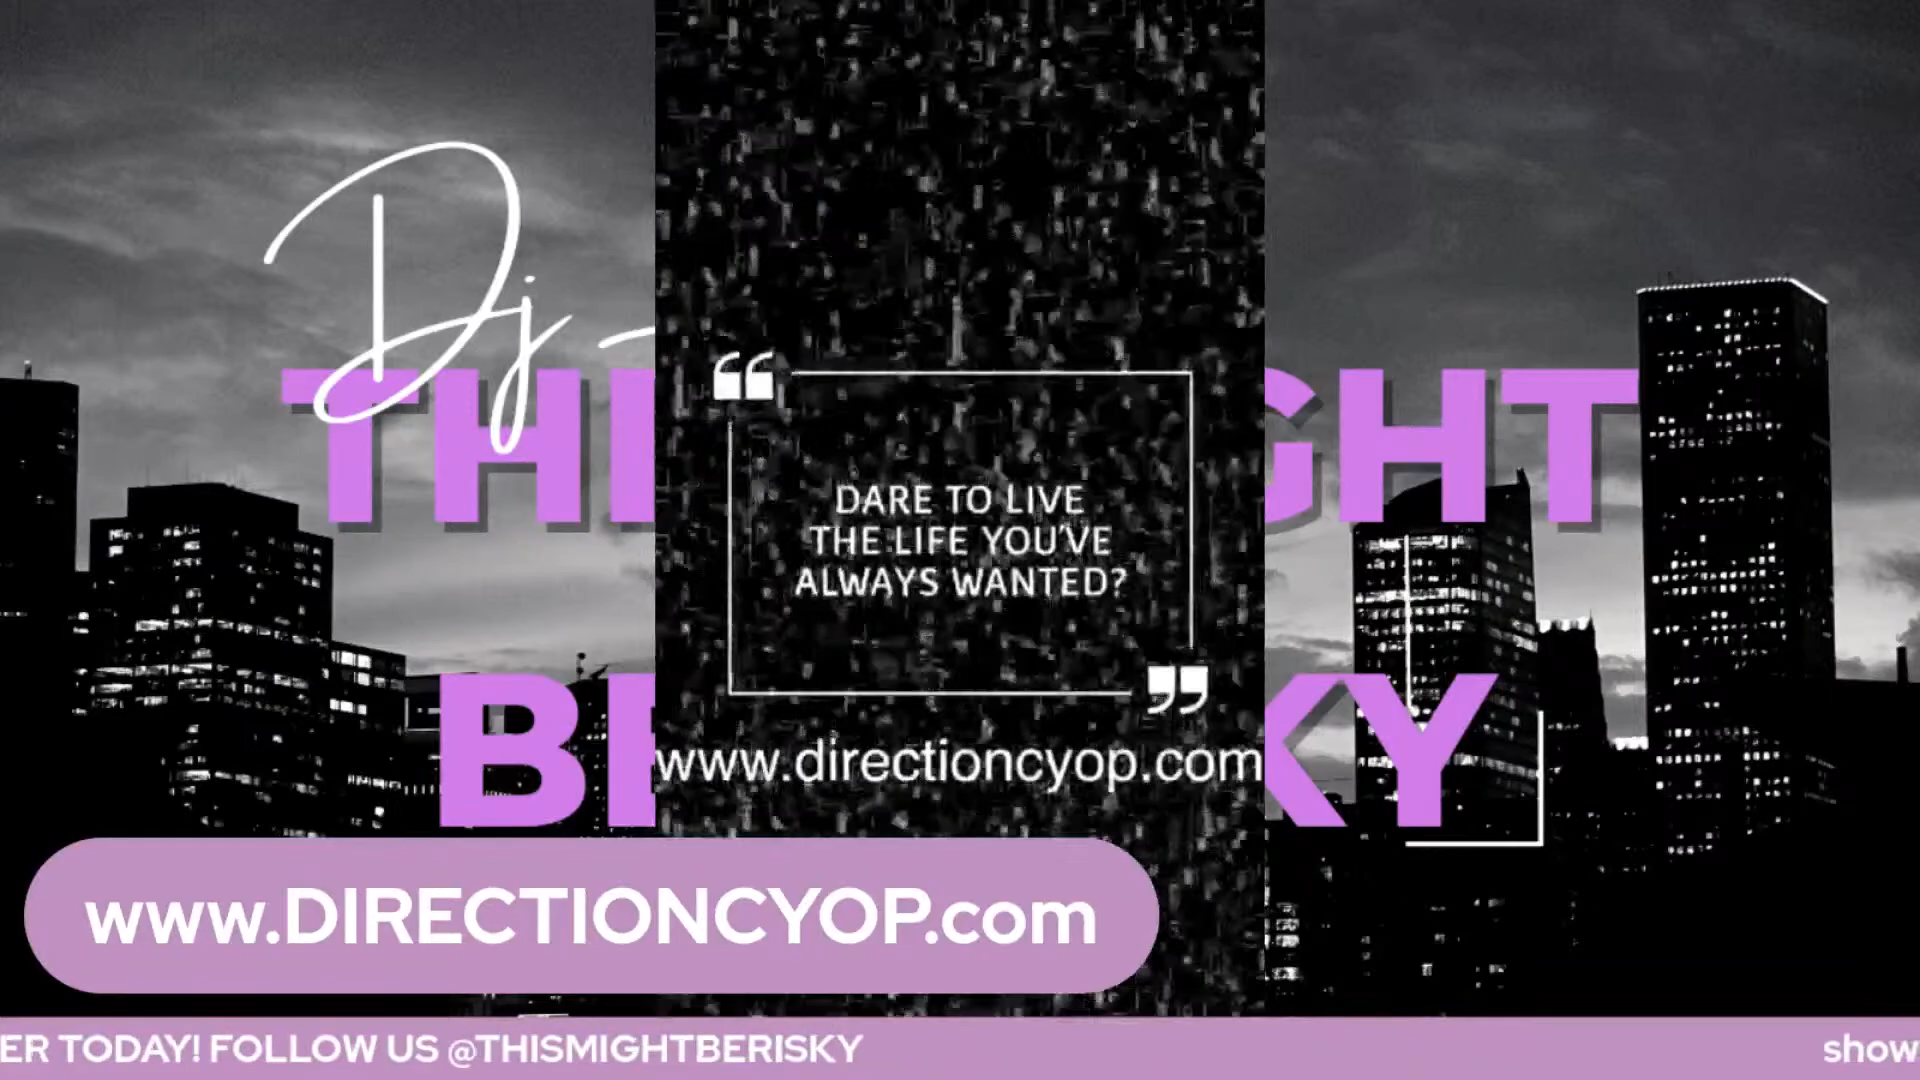 Dj
THI GHT
“
DARE TO LIVE
THE LIFE YOU'VE
ALWAYS WANTED?
”
BE KY
www.directioncyop.com
www.DIRECTIONCYOP.com
ER TODAY! FOLLOW US @THISMIGHTBERISKY show